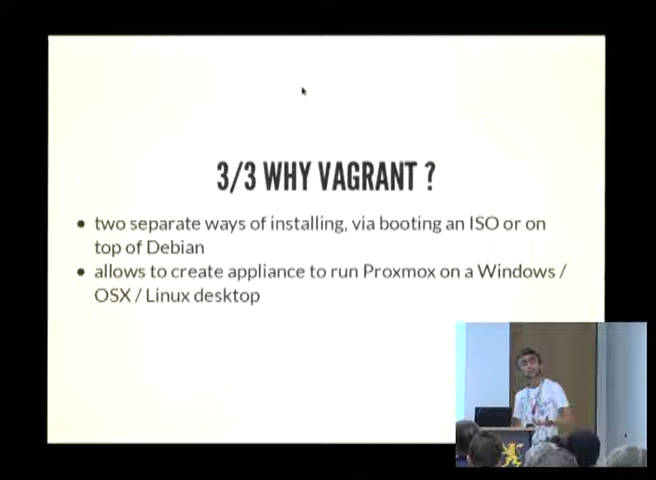 3/3 WHY VAGRANT ?
• two separate ways of installing, via booting an ISO or on
top of Debian
• allows to create appliance to run Proxmox on a Windows /
OSX / Linux desktop